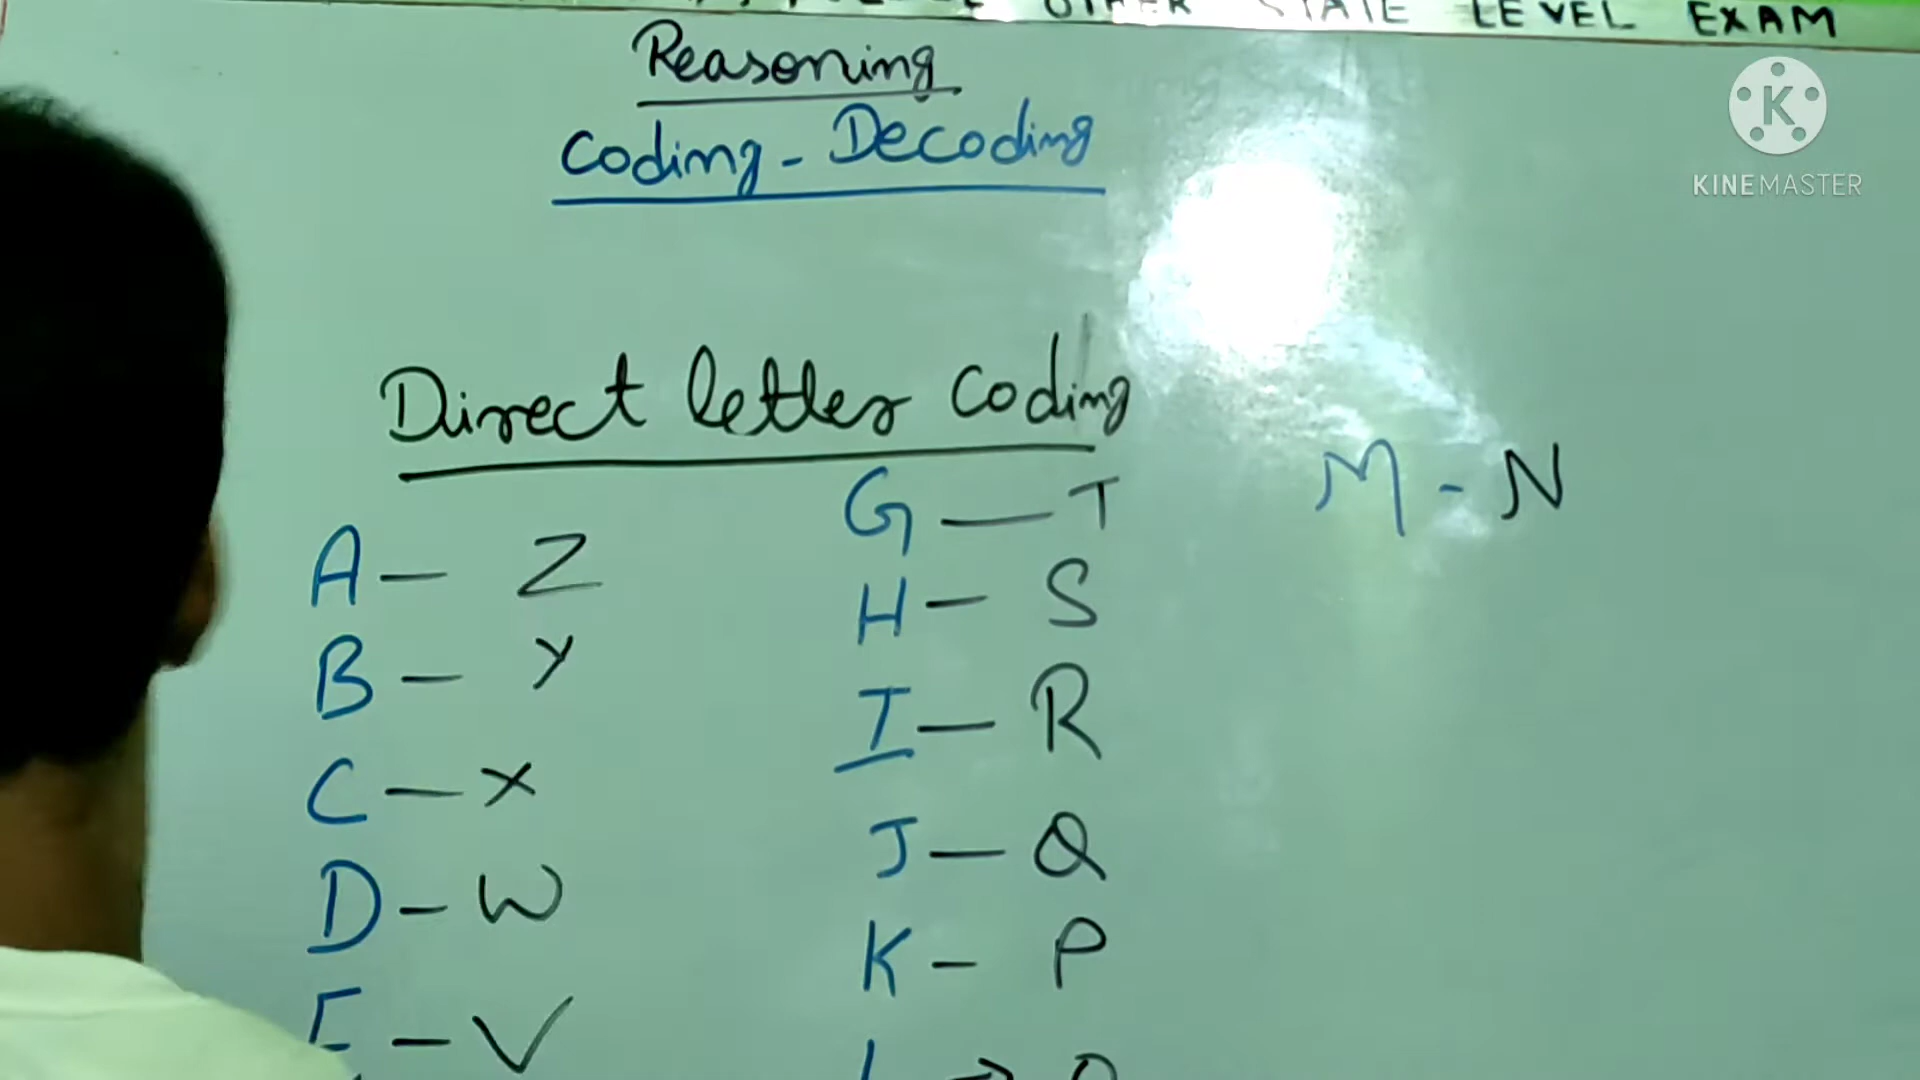 OTHER STATE LEVEL EXAM
Reasoning
Coding - Decoding
K
KINEMASTER
Direct letter Coding
A — Z
B — Y
C — X
D — W
E — V
G — T
H — S
I — R
J — Q
K — P
M - N